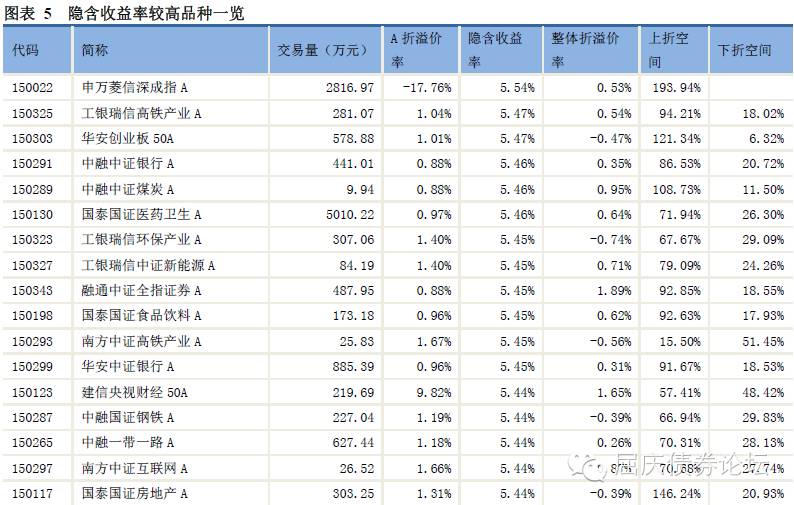 图表 5 隐含收益率较高品种一览
代码 简称 交易量（万元） A 折溢价率 隐含收益率 整体折溢价率 上折空间 下折空间
150022 申万菱信深成指 A 2816.97 -17.76% 5.54% 0.53% 193.94%
150325 工银瑞信高铁产业 A 281.07 1.04% 5.47% 0.54% 94.21% 18.02%
150303 华安创业板 50A 578.88 1.01% 5.47% -0.47% 121.34% 6.32%
150291 中融中证银行 A 441.01 0.88% 5.46% 0.35% 86.53% 20.72%
150289 中融中证煤炭 A 9.94 0.88% 5.46% 0.95% 108.73% 11.50%
150130 国泰国证医药卫生 A 5010.22 0.97% 5.46% 0.64% 71.94% 26.30%
150323 工银瑞信环保产业 A 307.06 1.40% 5.45% -0.74% 67.67% 29.09%
150327 工银瑞信中证新能源 A 84.19 1.40% 5.45% 0.71% 79.09% 24.26%
150343 融通中证全指证券 A 487.95 0.88% 5.45% 1.89% 92.85% 18.55%
150198 国泰国证食品饮料 A 173.18 0.96% 5.45% 0.62% 92.63% 17.93%
150293 南方中证高铁产业 A 25.83 1.67% 5.45% -0.56% 15.50% 51.45%
150299 华安中证银行 A 885.39 0.96% 5.45% 0.31% 91.67% 18.53%
150123 建信央视财经 50A 219.69 9.82% 5.44% 1.65% 57.41% 48.42%
150287 中融国证钢铁 A 227.04 1.19% 5.44% -0.39% 66.94% 29.83%
150265 中融一带一路 A 627.44 1.18% 5.44% 0.26% 70.31% 28.13%
150297 南方中证互联网 A 26.52 1.66% 5.44% 70.68% 27.74%
屈庆债券论坛
150117 国泰国证房地产 A 303.25 1.31% 5.44% -0.39% 146.24% 20.93%